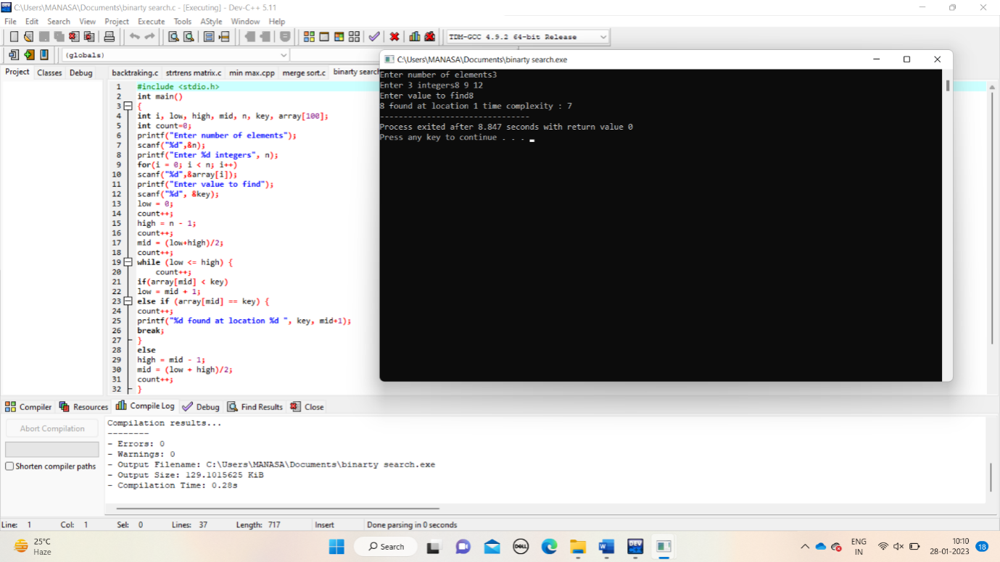 C:\Users\MANASA\Documents\binarty search.c - [Executing] - Dev-C++ 5.11
File Edit Search View Project Execute Tools AStyle Window Help
TDM-GCC 4.9.2 64-bit Release
(globals)
Project Classes Debug
backtraking.c strtrens matrix.c min max.cpp merge sort.c binarty search
1 #include <stdio.h>
2 int main()
3 {
4 int i, low, high, mid, n, key, array[100];
5 int count=0;
6 printf("Enter number of elements");
7 scanf("%d",&n);
8 printf("Enter %d integers", n);
9 for(i = 0; i < n; i++)
10 scanf("%d",&array[i]);
11 printf("Enter value to find");
12 scanf("%d", &key);
13 low = 0;
14 count++;
15 high = n - 1;
16 count++;
17 mid = (low+high)/2;
18 count++;
19 while (low <= high) {
20 count++;
21 if(array[mid] < key)
22 low = mid + 1;
23 else if (array[mid] == key) {
24 count++;
25 printf("%d found at location %d ", key, mid+1);
26 break;
27 }
28 else
29 high = mid - 1;
30 mid = (low + high)/2;
31 count++;
32 }
C:\Users\MANASA\Documents\binarty search.exe
Enter number of elements3
Enter 3 integers8 9 12
Enter value to find8
8 found at location 1 time complexity : 7
--------------------------------
Process exited after 8.847 seconds with return value 0
Press any key to continue . . .
Compiler Resources Compile Log Debug Find Results Close
Abort Compilation
Shorten compiler paths
Compilation results...
--------
- Errors: 0
- Warnings: 0
- Output Filename: C:\Users\MANASA\Documents\binarty search.exe
- Output Size: 129.1015625 KiB
- Compilation Time: 0.28s
Line: 1 Col: 1 Sel: 0 Lines: 37 Length: 717 Insert Done parsing in 0 seconds
25°C
Haze
Search
DELL
DEV
ENG
IN
10:10
28-01-2023
18